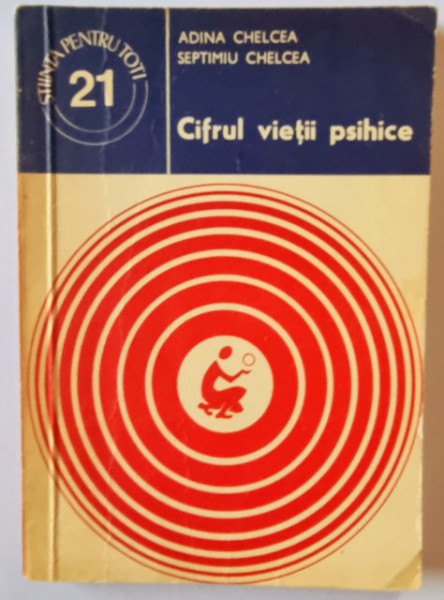 ȘTIINȚA PENTRU TOȚI
21
ADINA CHELCEA
SEPTIMIU CHELCEA
Cifrul vieții psihice